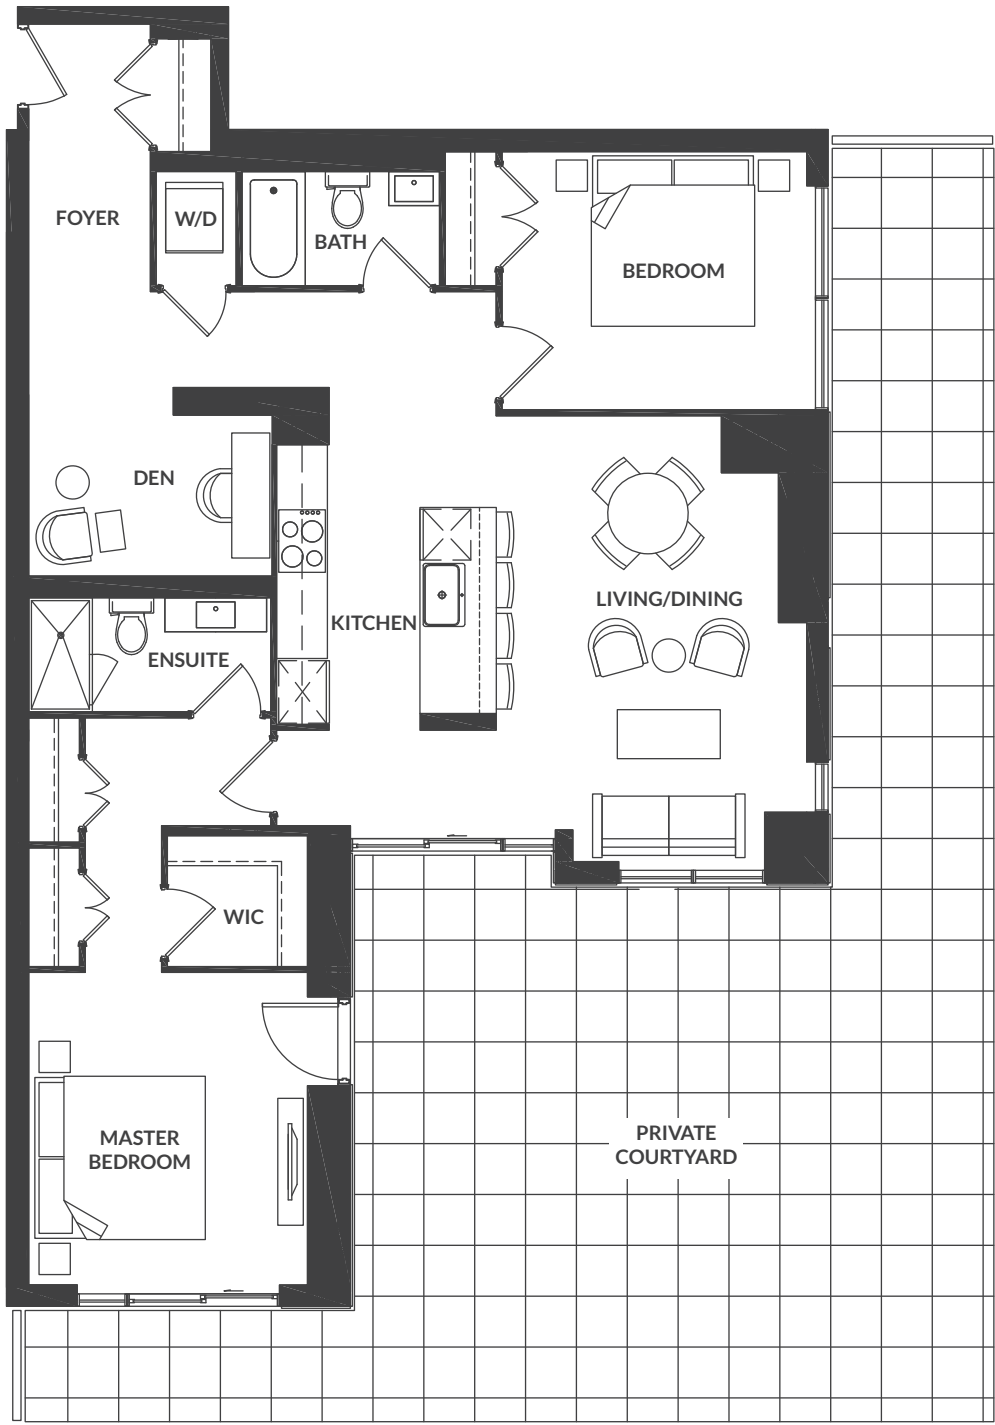 FOYER
W/D
BATH
BEDROOM
DEN
LIVING/DINING
KITCHEN
ENSUITE
WIC
MASTER
BEDROOM
PRIVATE
COURTYARD